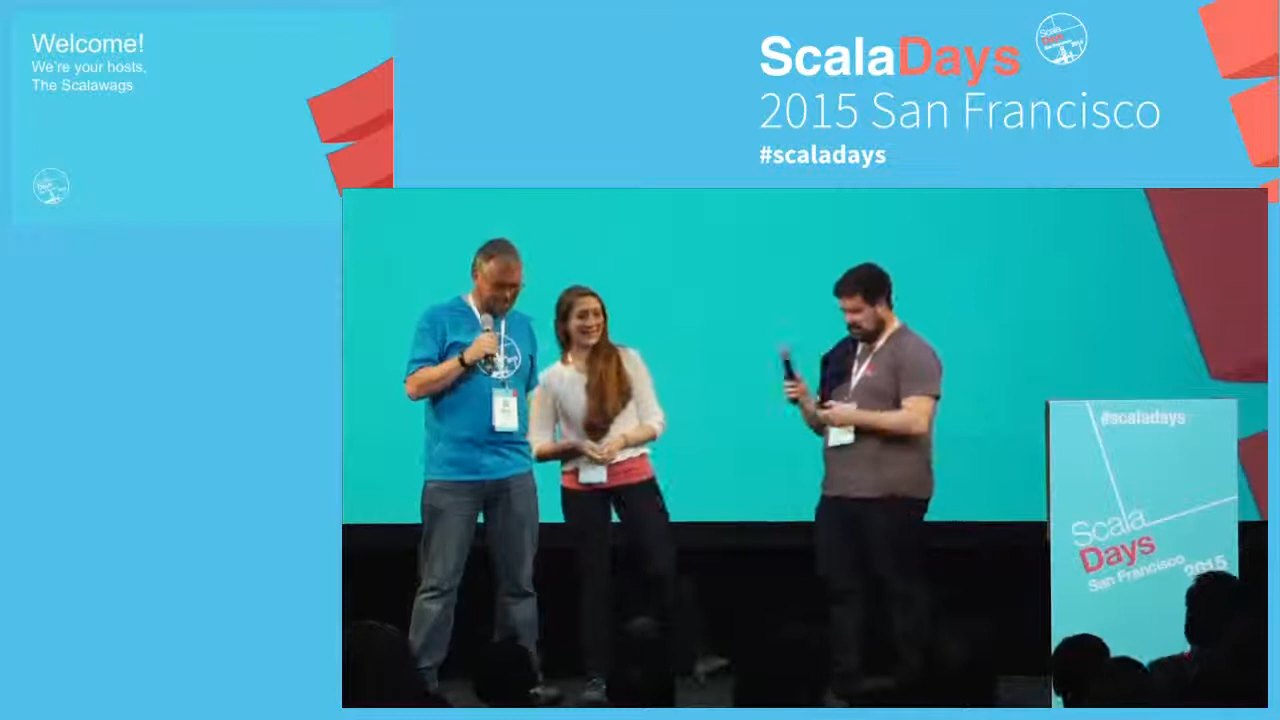 Welcome!
We're your hosts,
The Scalawags
ScalaDays
2015 San Francisco
#scaladays
#scaladays
Scala
Days
San Francisco
2015